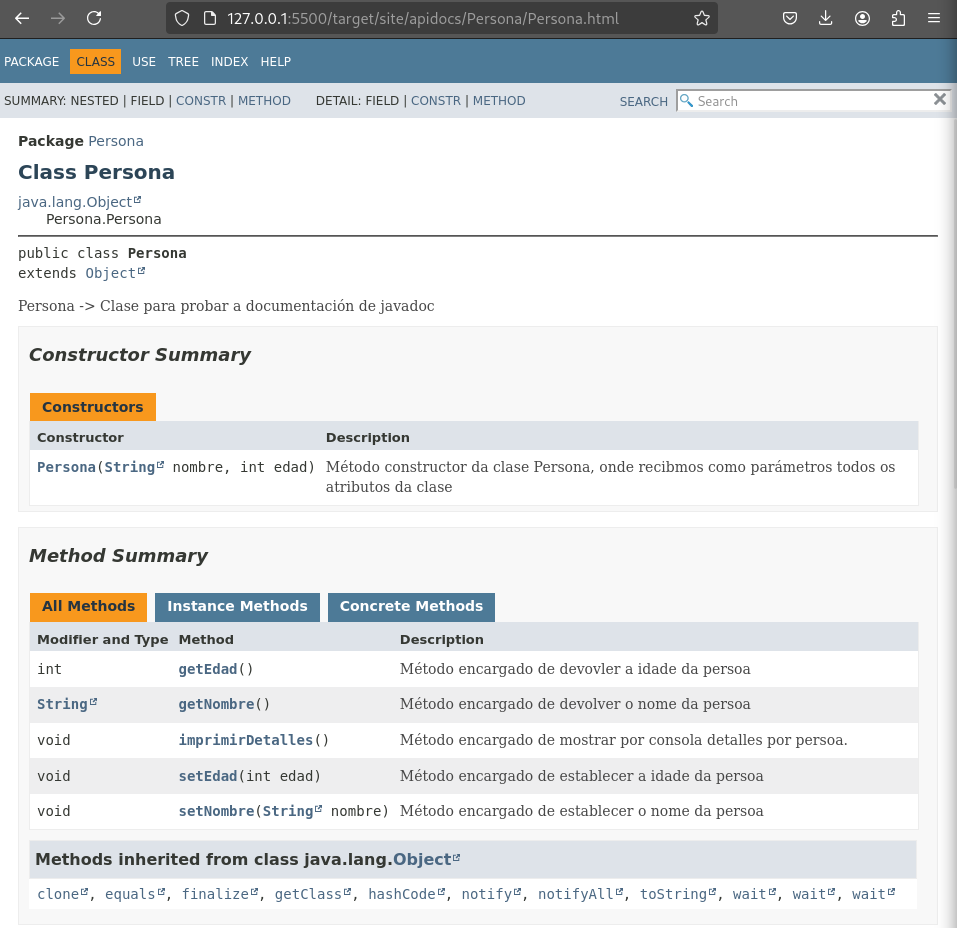 127.0.0.1:5500/target/site/apidocs/Persona/Persona.html
PACKAGE CLASS USE TREE INDEX HELP
SUMMARY: NESTED | FIELD | CONSTR | METHOD DETAIL: FIELD | CONSTR | METHOD SEARCH Search
Package Persona
Class Persona
java.lang.Object
Persona.Persona
public class Persona
extends Object
Persona -> Clase para probar a documentación de javadoc
Constructor Summary
Constructors
Constructor Description
Persona(String nombre, int edad) Método constructor da clase Persona, onde recibmos como parámetros todos os
atributos da clase
Method Summary
All Methods Instance Methods Concrete Methods
Modifier and Type Method Description
int getEdad() Método encargado de devovler a idade da persoa
String getNombre() Método encargado de devolver o nome da persoa
void imprimirDetalles() Método encargado de mostrar por consola detalles por persoa.
void setEdad(int edad) Método encargado de establecer a idade da persoa
void setNombre(String nombre) Método encargado de establecer o nome da persoa
Methods inherited from class java.lang.Object
clone, equals, finalize, getClass, hashCode, notify, notifyAll, toString, wait, wait, wait